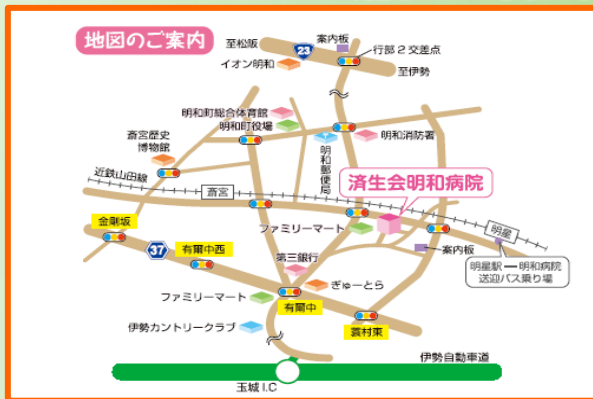 地図のご案内
至松阪
23
案内板
行部2交差点
イオン明和
至伊勢
明和町総合体育館
明和町役場
斎宮歴史
博物館
明和郵便局
明和消防署
近鉄山田線
斎宮
済生会明和病院
金剛坂
ファミリーマート
明星
37
有爾中西
第三銀行
案内板
ぎゅーとら
明星駅━明和病院
送迎バス乗り場
ファミリーマート
有爾中
伊勢カントリークラブ
蓑村東
伊勢自動車道
玉城I.C